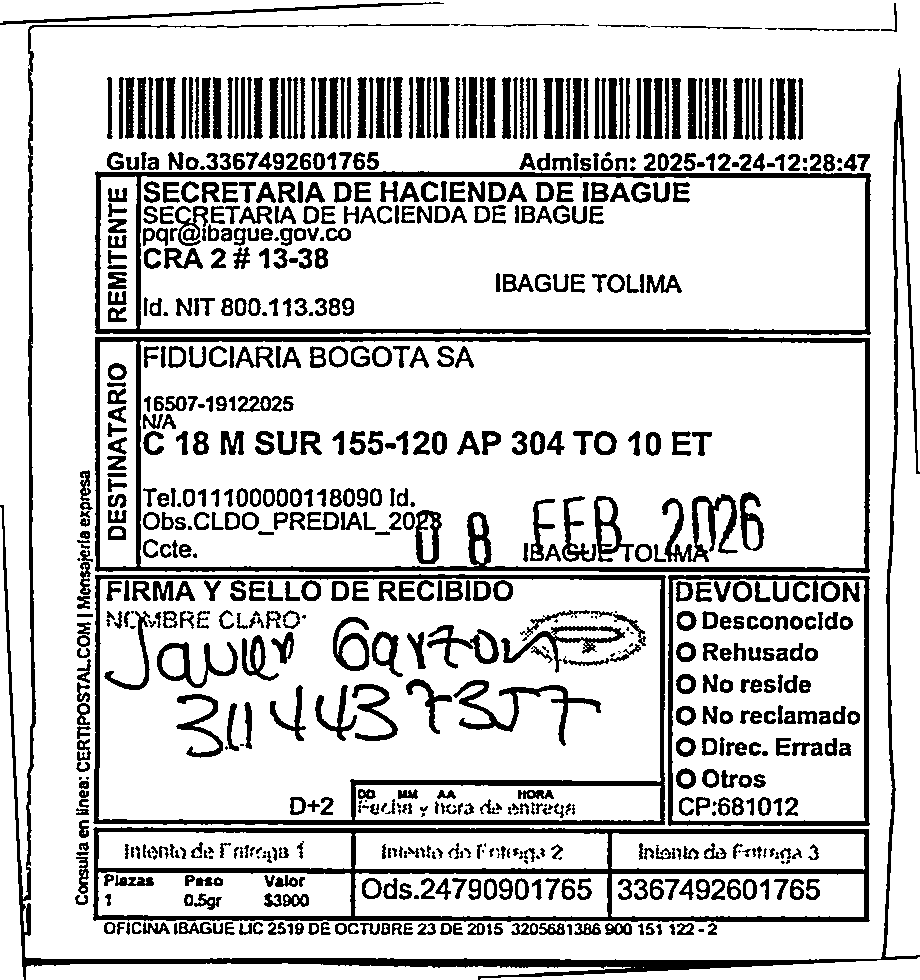 Guia No.3367492601765 Admisión: 2025-12-24-12:28:47
REMITENTE
SECRETARIA DE HACIENDA DE IBAGUE
SECRETARIA DE HACIENDA DE IBAGUE
pqr@ibague.gov.co
CRA 2 # 13-38
IBAGUE TOLIMA
Id. NIT 800.113.389
DESTINATARIO
FIDUCIARIA BOGOTA SA
16507-19122025
N/A
C 18 M SUR 155-120 AP 304 TO 10 ET
Tel.011100000118090 Id.
Obs.CLDO_PREDIAL_2023
08 FEB 2026
Ccte. IBAGUE TOLIMA
Consulta en línea: CERTIPOSTAL.COM | Mensajería expresa
FIRMA Y SELLO DE RECIBIDO
NOMBRE CLARO:
Javier Garzon
3114437357
D+2
DD MM AA HORA
Fecha y hora de entrega
DEVOLUCION
Desconocido
Rehusado
No reside
No reclamado
Direc. Errada
Otros
CP:681012
Intento de Entrega 1 Intento de Entrega 2 Intento de Entrega 3
Piezas Peso Valor
1 0.5gr $3900
Ods.24790901765 3367492601765
OFICINA IBAGUE LIC 2519 DE OCTUBRE 23 DE 2015 3205681386 900 151 122 - 2